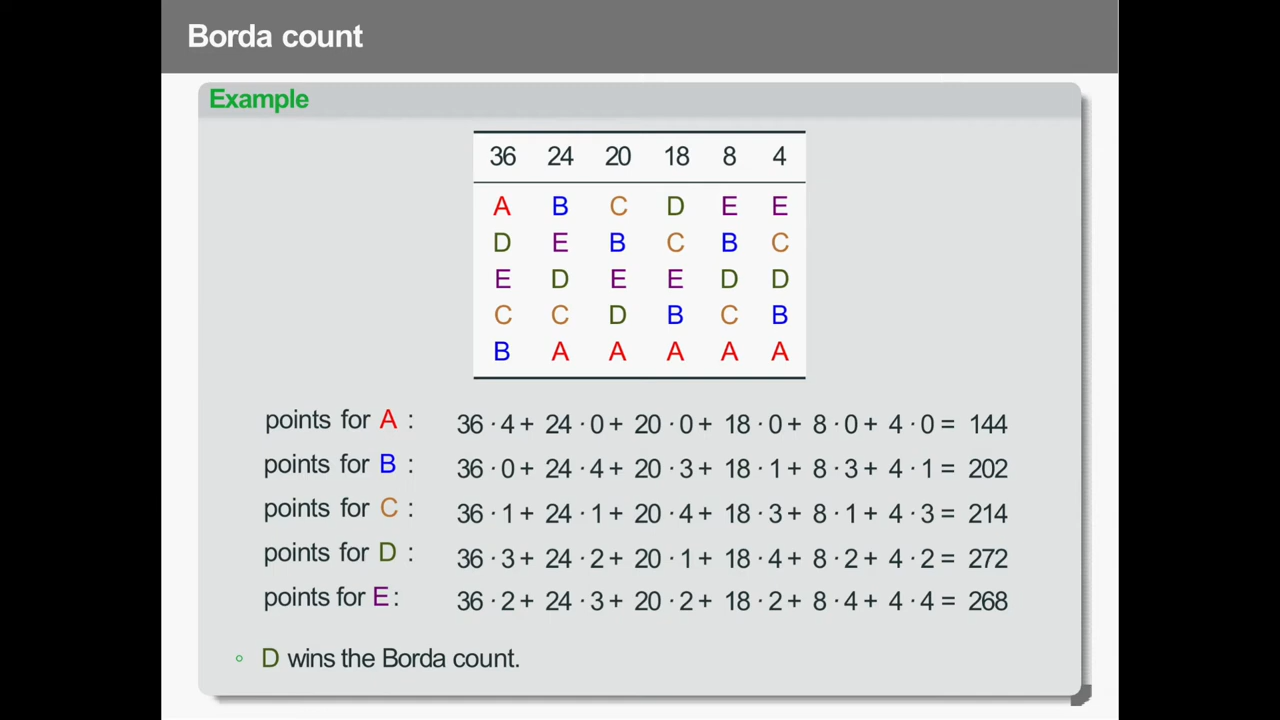 Borda count
Example
36 24 20 18 8 4
A B C D E E
D E B C B C
E D E E D D
C C D B C B
B A A A A A
points for A : 36 · 4 + 24 · 0 + 20 · 0 + 18 · 0 + 8 · 0 + 4 · 0 = 144
points for B : 36 · 0 + 24 · 4 + 20 · 3 + 18 · 1 + 8 · 3 + 4 · 1 = 202
points for C : 36 · 1 + 24 · 1 + 20 · 4 + 18 · 3 + 8 · 1 + 4 · 3 = 214
points for D : 36 · 3 + 24 · 2 + 20 · 1 + 18 · 4 + 8 · 2 + 4 · 2 = 272
points for E : 36 · 2 + 24 · 3 + 20 · 2 + 18 · 2 + 8 · 4 + 4 · 4 = 268
◦ D wins the Borda count.